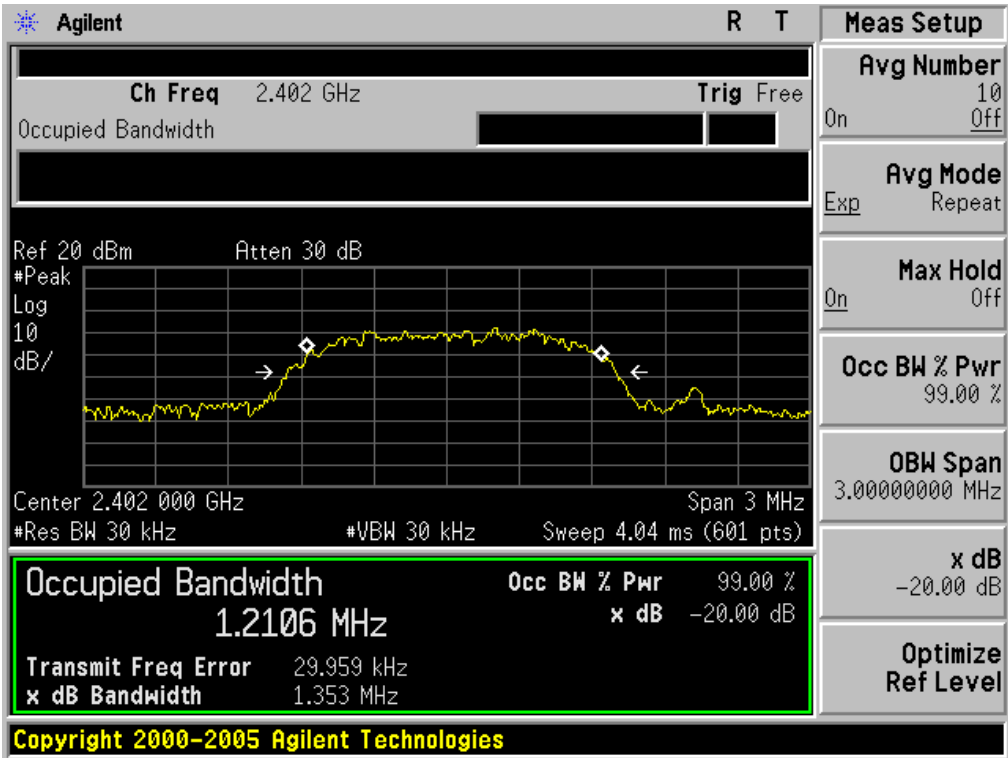 Agilent R T
Ch Freq 2.402 GHz Trig Free
Occupied Bandwidth
Ref 20 dBm Atten 30 dB
#Peak
Log
10
dB/
Center 2.402 000 GHz Span 3 MHz
#Res BW 30 kHz #VBW 30 kHz Sweep 4.04 ms (601 pts)
Occupied Bandwidth Occ BW % Pwr 99.00 %
1.2106 MHz x dB -20.00 dB
Transmit Freq Error 29.959 kHz
x dB Bandwidth 1.353 MHz
Copyright 2000-2005 Agilent Technologies
Meas Setup
Avg Number
10
On Off
Avg Mode
Exp Repeat
Max Hold
On Off
Occ BW % Pwr
99.00 %
OBW Span
3.00000000 MHz
x dB
-20.00 dB
Optimize
Ref Level